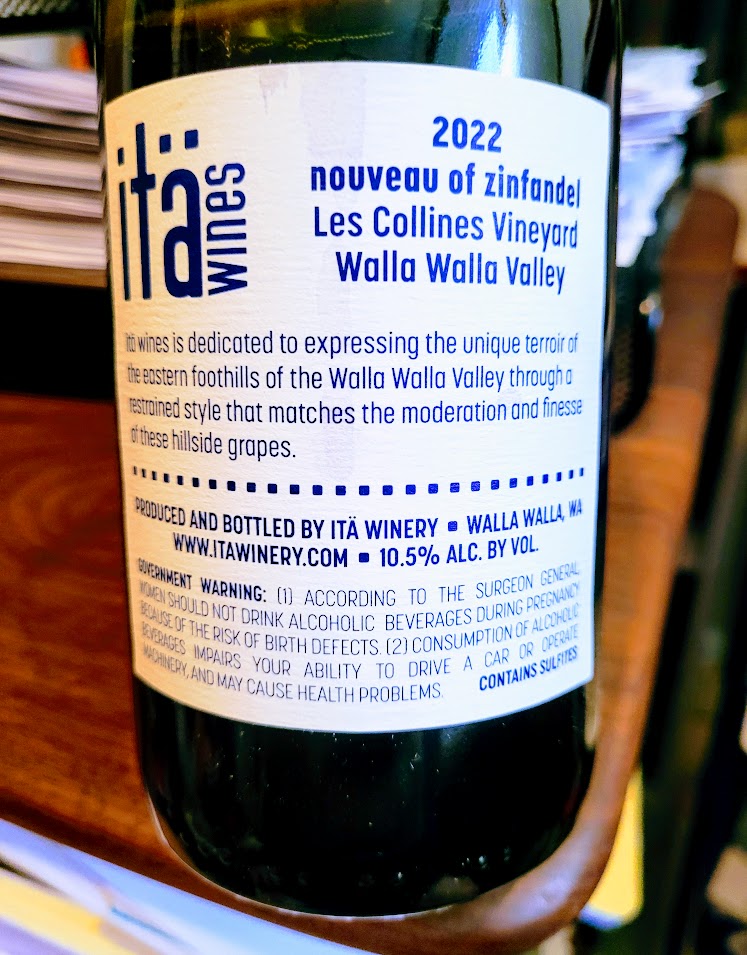 itä wines
2022
nouveau of zinfandel
Les Collines Vineyard
Walla Walla Valley
itä wines is dedicated to expressing the unique terroir of
the eastern foothills of the Walla Walla Valley through a
restrained style that matches the moderation and finesse
of these hillside grapes.
PRODUCED AND BOTTLED BY ITÄ WINERY ▪ WALLA WALLA, WA
WWW.ITAWINERY.COM ▪ 10.5% ALC. BY VOL.
GOVERNMENT WARNING: (1) ACCORDING TO THE SURGEON GENERAL,
WOMEN SHOULD NOT DRINK ALCOHOLIC BEVERAGES DURING PREGNANCY
BECAUSE OF THE RISK OF BIRTH DEFECTS. (2) CONSUMPTION OF ALCOHOLIC
BEVERAGES IMPAIRS YOUR ABILITY TO DRIVE A CAR OR OPERATE
MACHINERY, AND MAY CAUSE HEALTH PROBLEMS. CONTAINS SULFITES.